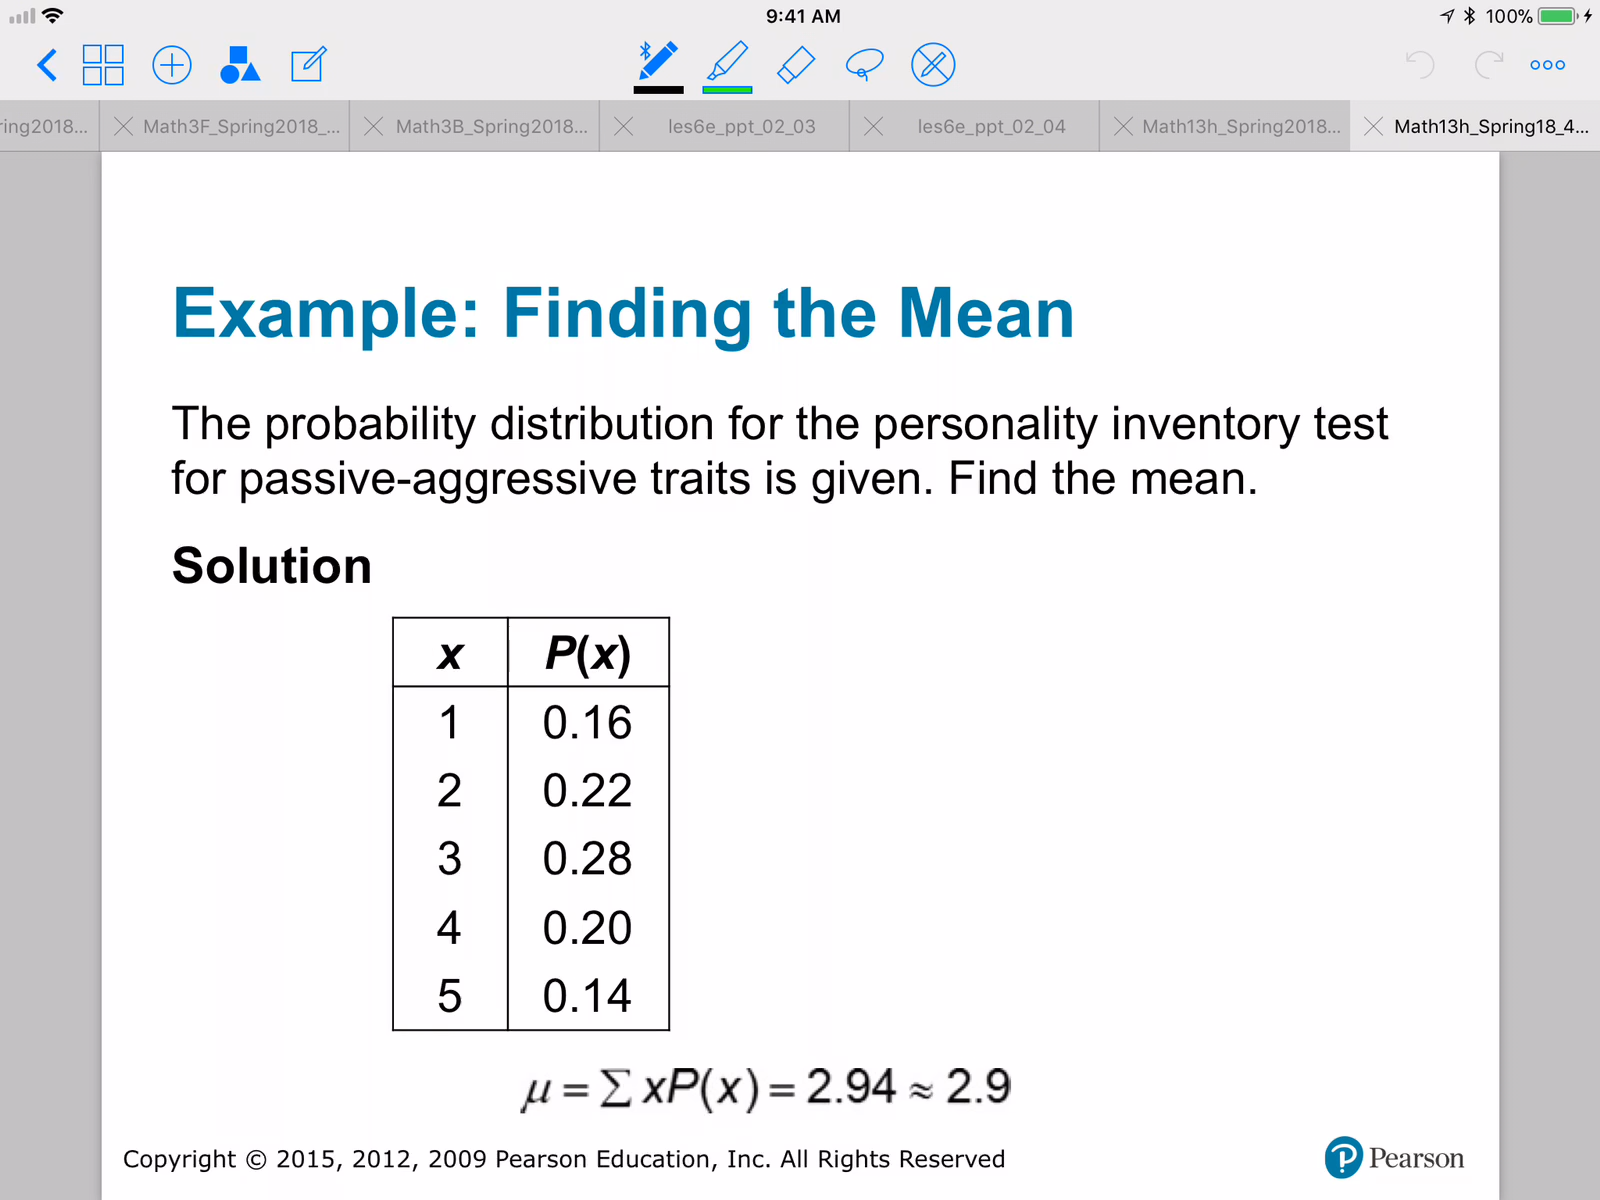 9:41 AM
100%
ring2018...
Math3F_Spring2018_...
Math3B_Spring2018...
les6e_ppt_02_03
les6e_ppt_02_04
Math13h_Spring2018...
Math13h_Spring18_4...
Example: Finding the Mean
The probability distribution for the personality inventory test
for passive-aggressive traits is given. Find the mean.
Solution
x P(x)
1 0.16
2 0.22
3 0.28
4 0.20
5 0.14
μ = ∑ xP(x) = 2.94 ≈ 2.9
Copyright © 2015, 2012, 2009 Pearson Education, Inc. All Rights Reserved
P Pearson